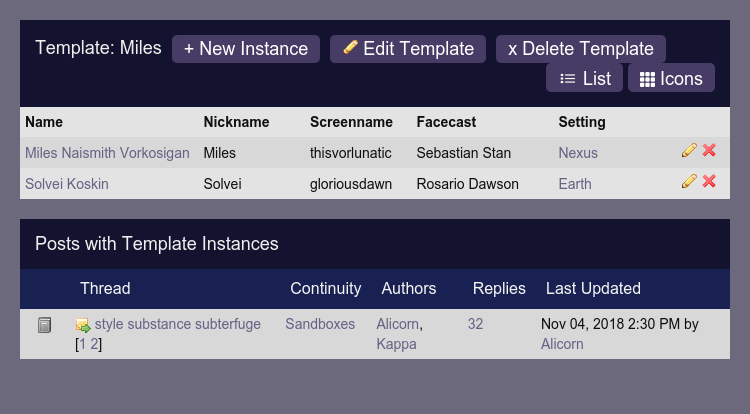 Template: Miles + New Instance Edit Template x Delete Template
List Icons
Name Nickname Screenname Facecast Setting
Miles Naismith Vorkosigan Miles thisvorlunatic Sebastian Stan Nexus
Solvei Koskin Solvei gloriousdawn Rosario Dawson Earth
Posts with Template Instances
Thread Continuity Authors Replies Last Updated
style substance subterfuge Sandboxes Alicorn, 32 Nov 04, 2018 2:30 PM by
[1 2] Kappa Alicorn